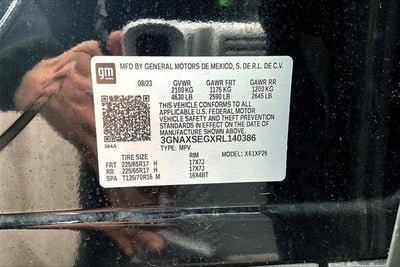 gm
MFD BY GENERAL MOTORS DE MEXICO, S. DE R.L. DE C.V.
08/23 GVWR GAWR FRT GAWR RR
2100 KG 1175 KG 1200 KG
4630 LB 2590 LB 2645 LB
THIS VEHICLE CONFORMS TO ALL
APPLICABLE U.S. FEDERAL MOTOR
VEHICLE SAFETY AND THEFT PREVENTION
STANDARDS IN EFFECT ON THE DATE OF
MANUFACTURE SHOWN ABOVE.
384A 3GNAXSEGXRL140386
TYPE: MPV MODEL: X61XP26
TIRE RIM
FRT 225/65R17 H 17X7J
RR 225/65R17 H 17X7J
SPA T135/70R16 M 16X4BT